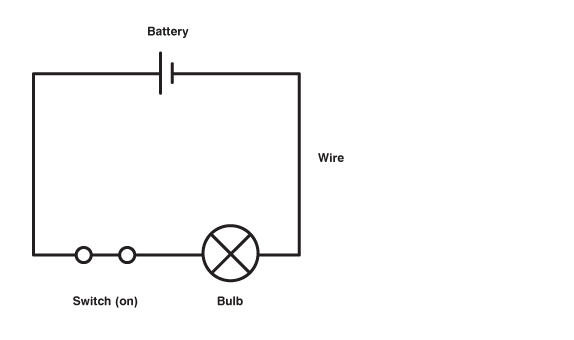 Battery
Wire
Switch (on)
Bulb